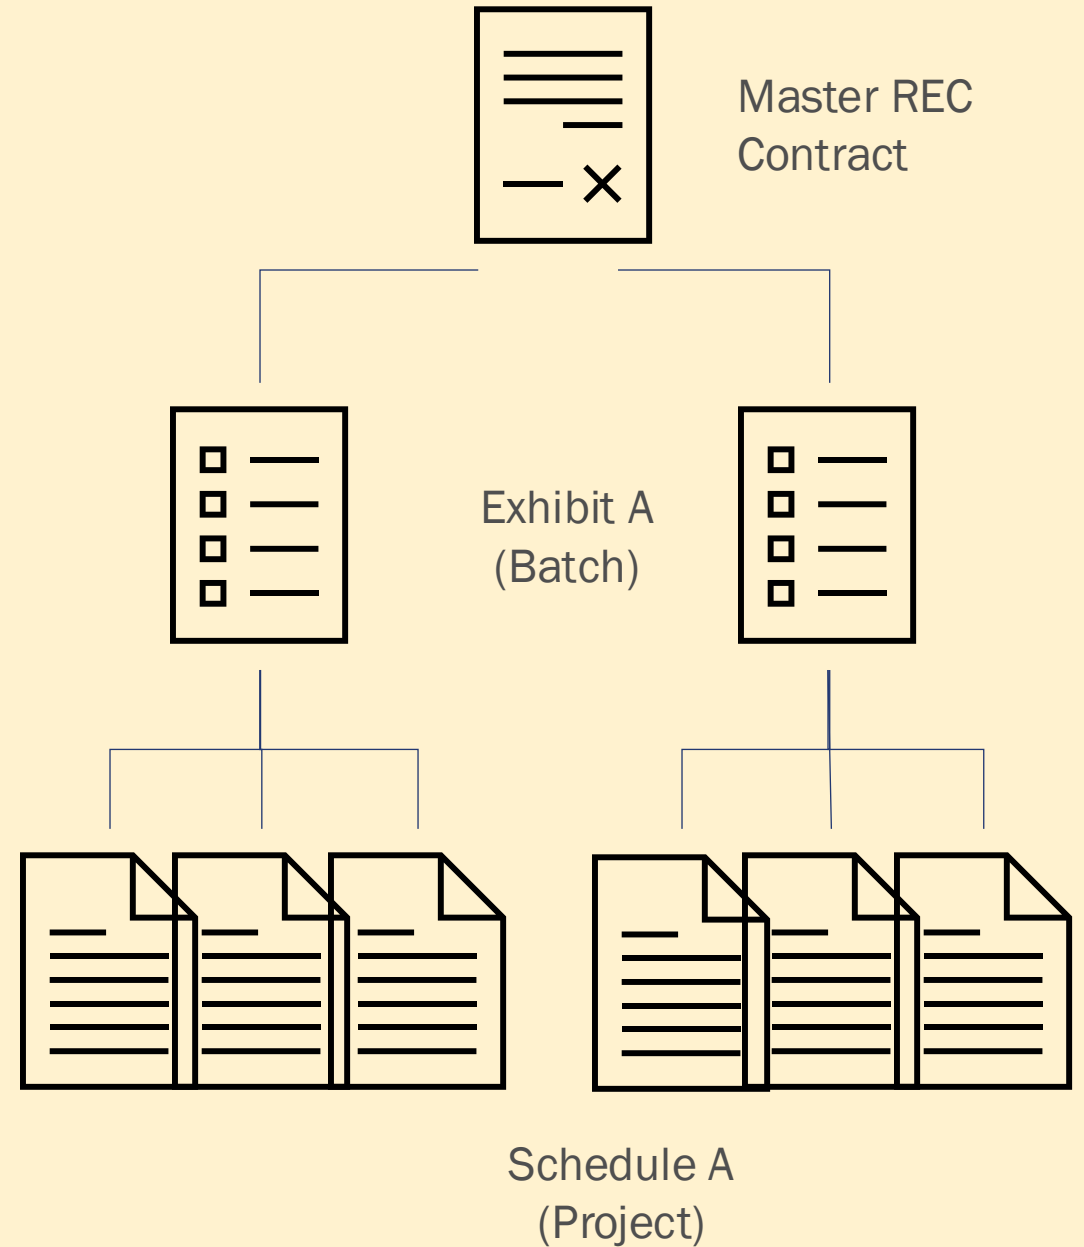 Master REC
Contract
Exhibit A
(Batch)
Schedule A
(Project)